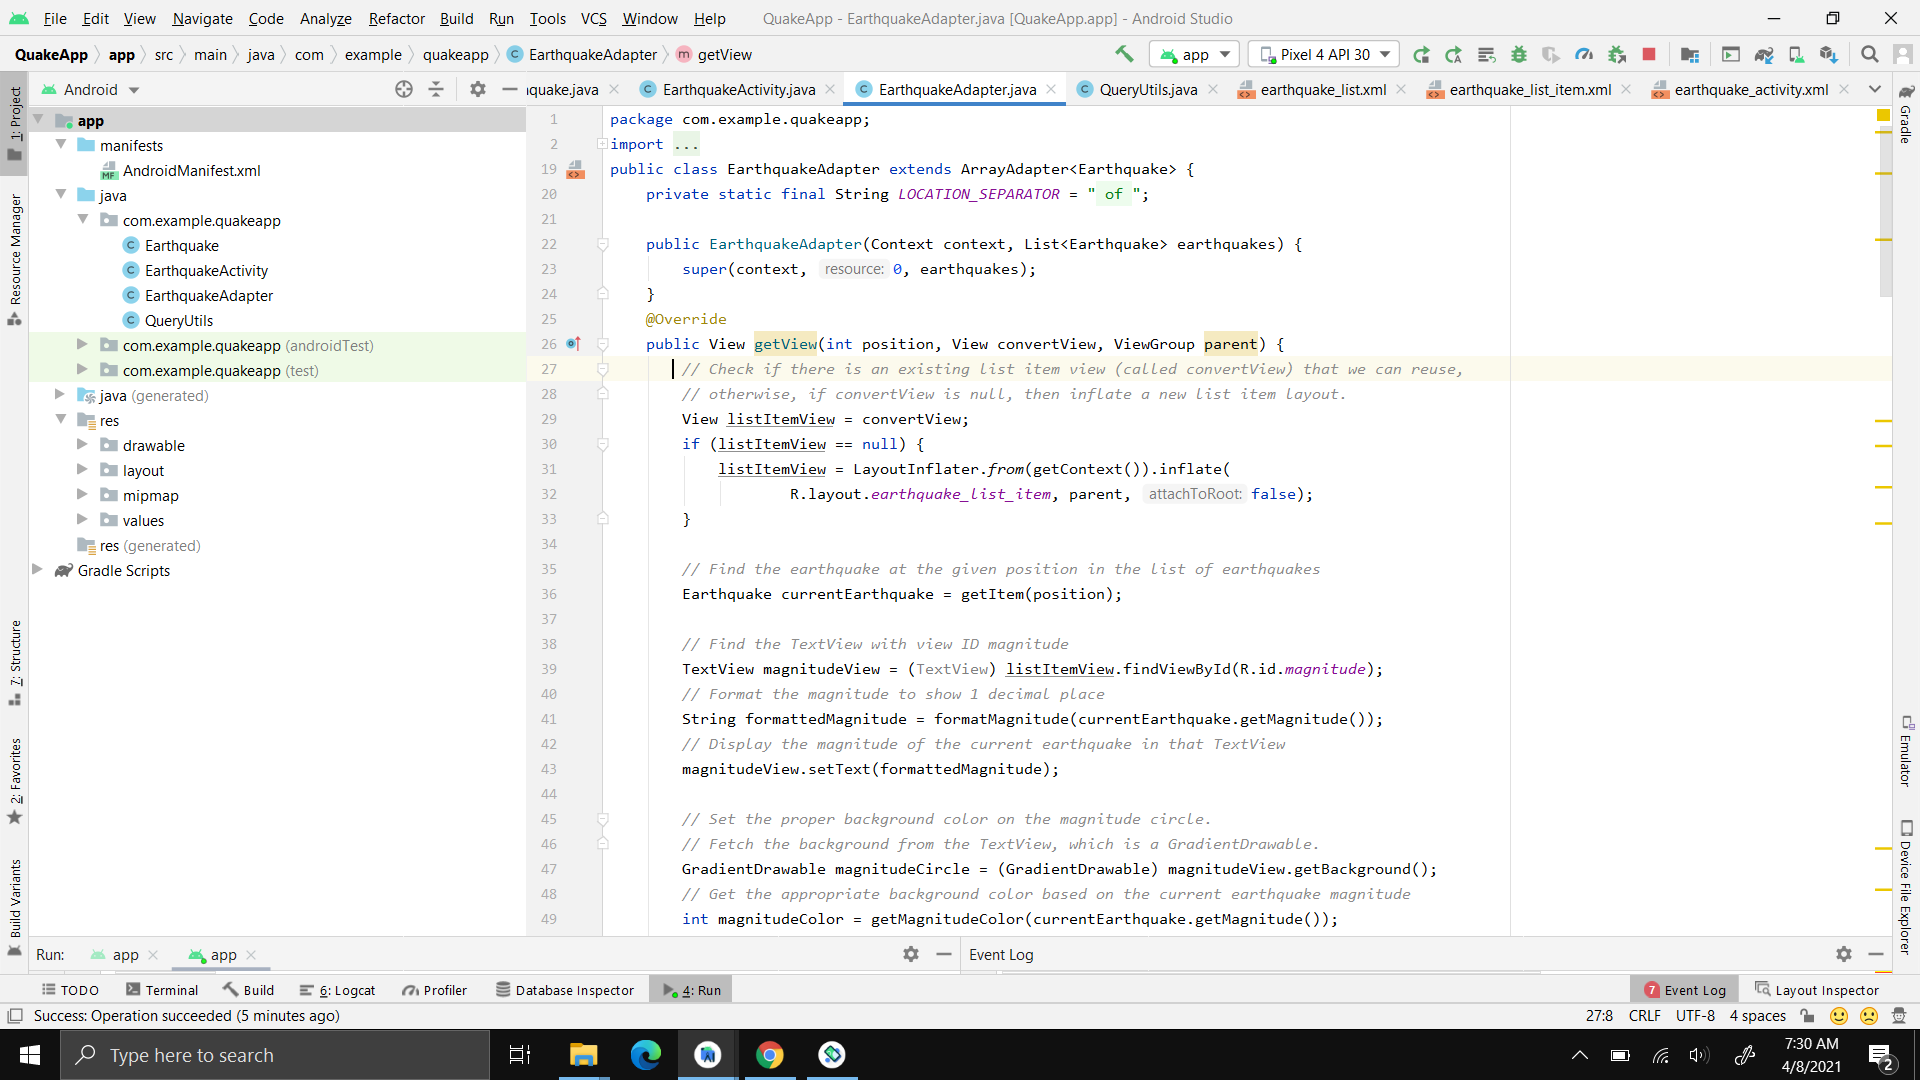 File Edit View Navigate Code Analyze Refactor Build Run Tools VCS Window Help QuakeApp - EarthquakeAdapter.java [QuakeApp.app] - Android Studio
QuakeApp app src main java com example quakeapp C EarthquakeAdapter m getView app Pixel 4 API 30
Android nquake.java C EarthquakeActivity.java C EarthquakeAdapter.java C QueryUtils.java earthquake_list.xml earthquake_list_item.xml earthquake_activity.xml
1: Project
Resource Manager
7: Structure
2: Favorites
Build Variants
app
manifests
MF AndroidManifest.xml
java
com.example.quakeapp
C Earthquake
C EarthquakeActivity
C EarthquakeAdapter
C QueryUtils
com.example.quakeapp (androidTest)
com.example.quakeapp (test)
java (generated)
res
drawable
layout
mipmap
values
res (generated)
Gradle Scripts
1 package com.example.quakeapp;
2 import ...
19 public class EarthquakeAdapter extends ArrayAdapter<Earthquake> {
20 private static final String LOCATION_SEPARATOR = " of ";
21
22 public EarthquakeAdapter(Context context, List<Earthquake> earthquakes) {
23 super(context, resource: 0, earthquakes);
24 }
25 @Override
26 public View getView(int position, View convertView, ViewGroup parent) {
27 // Check if there is an existing list item view (called convertView) that we can reuse,
28 // otherwise, if convertView is null, then inflate a new list item layout.
29 View listItemView = convertView;
30 if (listItemView == null) {
31 listItemView = LayoutInflater.from(getContext()).inflate(
32 R.layout.earthquake_list_item, parent, attachToRoot: false);
33 }
34
35 // Find the earthquake at the given position in the list of earthquakes
36 Earthquake currentEarthquake = getItem(position);
37
38 // Find the TextView with view ID magnitude
39 TextView magnitudeView = (TextView) listItemView.findViewById(R.id.magnitude);
40 // Format the magnitude to show 1 decimal place
41 String formattedMagnitude = formatMagnitude(currentEarthquake.getMagnitude());
42 // Display the magnitude of the current earthquake in that TextView
43 magnitudeView.setText(formattedMagnitude);
44
45 // Set the proper background color on the magnitude circle.
46 // Fetch the background from the TextView, which is a GradientDrawable.
47 GradientDrawable magnitudeCircle = (GradientDrawable) magnitudeView.getBackground();
48 // Get the appropriate background color based on the current earthquake magnitude
49 int magnitudeColor = getMagnitudeColor(currentEarthquake.getMagnitude());
Gradle
Emulator
Device File Explorer
Run: app app Event Log
TODO Terminal Build 6: Logcat Profiler Database Inspector 4: Run 7 Event Log Layout Inspector
Success: Operation succeeded (5 minutes ago) 27:8 CRLF UTF-8 4 spaces
Type here to search 7:30 AM
4/8/2021 2